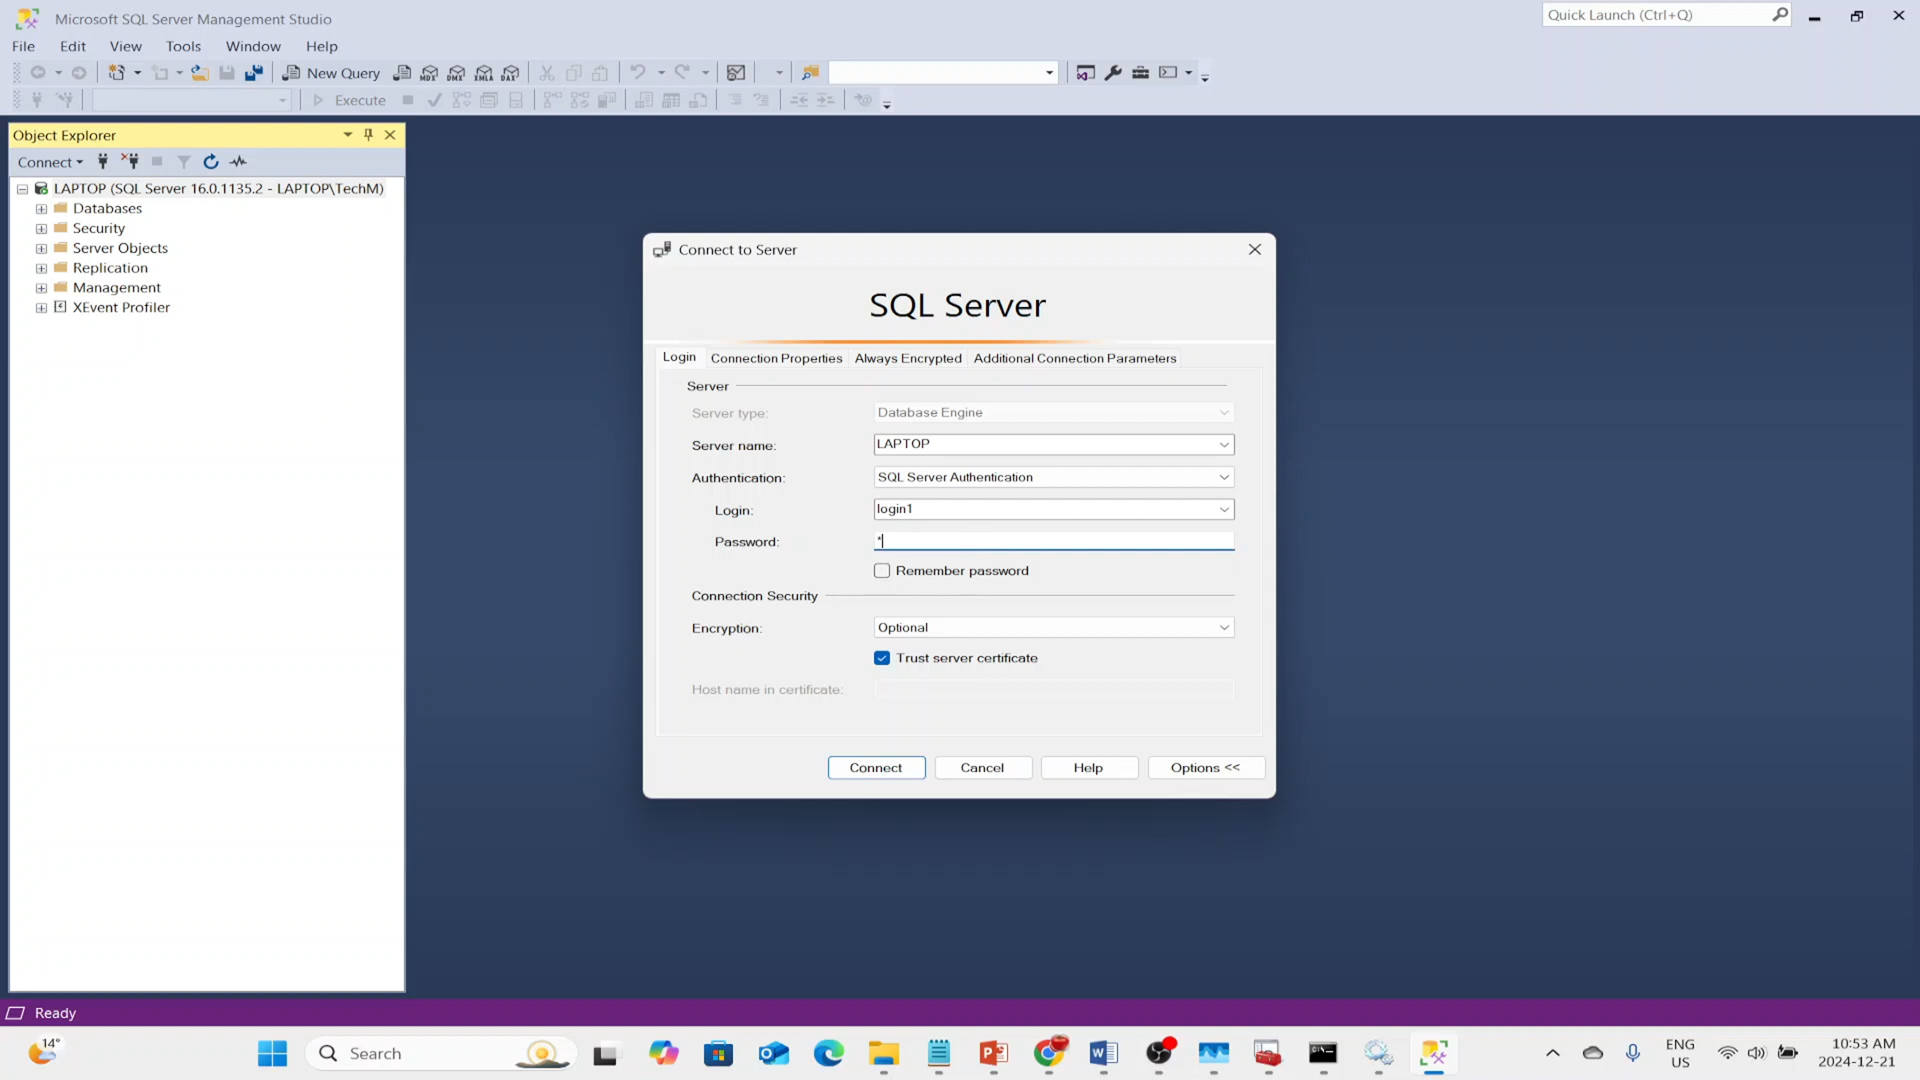 Microsoft SQL Server Management Studio
Quick Launch (Ctrl+Q)
File Edit View Tools Window Help
New Query MDX DMX XMLA DAX
Execute
Object Explorer
Connect
LAPTOP (SQL Server 16.0.1135.2 - LAPTOP\TechM)
Databases
Security
Server Objects
Replication
Management
XEvent Profiler
Connect to Server
SQL Server
Login Connection Properties Always Encrypted Additional Connection Parameters
Server
Server type: Database Engine
Server name: LAPTOP
Authentication: SQL Server Authentication
Login: login1
Password: *
Remember password
Connection Security
Encryption: Optional
Trust server certificate
Host name in certificate:
Connect Cancel Help Options <<
Ready
14°
Search
ENG
US
10:53 AM
2024-12-21